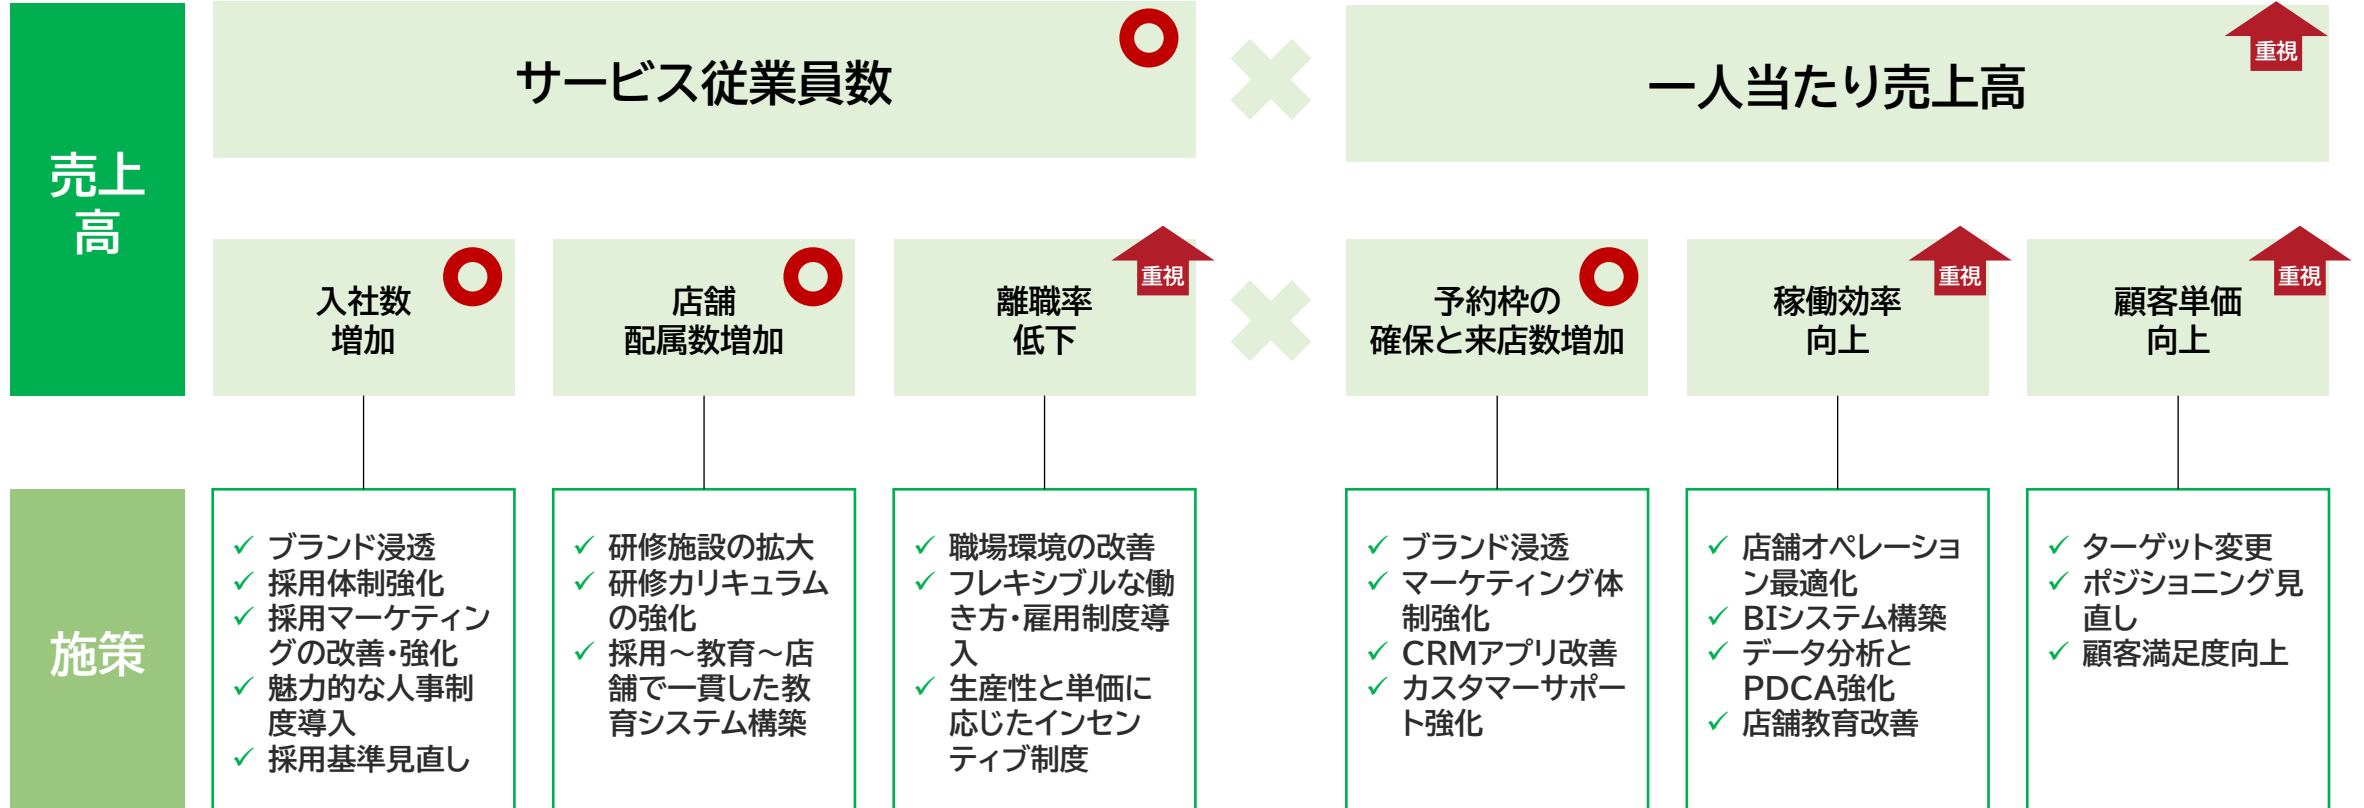 売上
高
サービス従業員数
一人当たり売上高
重視
入社数
増加
店舗
配属数増加
離職率
低下
重視
予約枠の
確保と来店数増加
稼働効率
向上
重視
顧客単価
向上
重視
施策
✓ ブランド浸透
✓ 採用体制強化
✓ 採用マーケティン
グの改善・強化
✓ 魅力的な人事制
度導入
✓ 採用基準見直し
✓ 研修施設の拡大
✓ 研修カリキュラム
の強化
✓ 採用～教育～店
舗で一貫した教
育システム構築
✓ 職場環境の改善
✓ フレキシブルな働
き方・雇用制度導
入
✓ 生産性と単価に
応じたインセン
ティブ制度
✓ ブランド浸透
✓ マーケティング体
制強化
✓ CRMアプリ改善
✓ カスタマーサポー
ト強化
✓ 店舗オペレーショ
ン最適化
✓ BIシステム構築
✓ データ分析と
PDCA強化
✓ 店舗教育改善
✓ ターゲット変更
✓ ポジショニング見
直し
✓ 顧客満足度向上